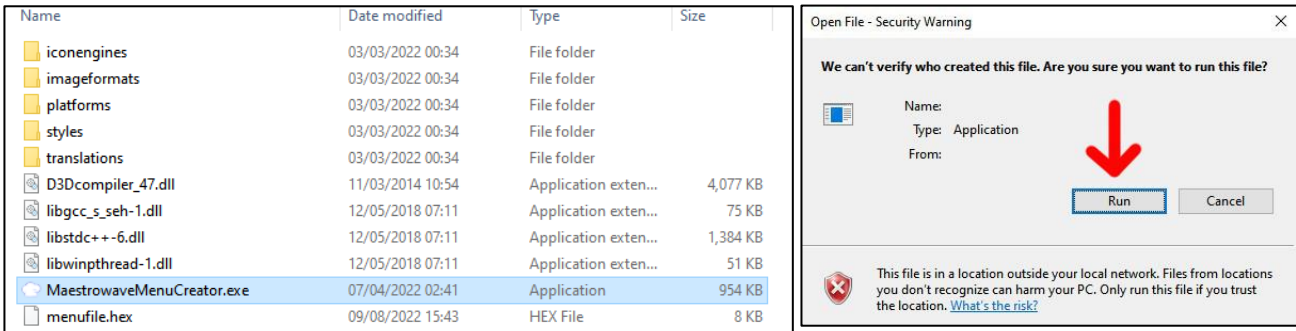 Name Date modified Type Size
iconengines 03/03/2022 00:34 File folder
imageformats 03/03/2022 00:34 File folder
platforms 03/03/2022 00:34 File folder
styles 03/03/2022 00:34 File folder
translations 03/03/2022 00:34 File folder
D3Dcompiler_47.dll 11/03/2014 10:54 Application exten... 4,077 KB
libgcc_s_seh-1.dll 12/05/2018 07:11 Application exten... 75 KB
libstdc++-6.dll 12/05/2018 07:11 Application exten... 1,384 KB
libwinpthread-1.dll 12/05/2018 07:11 Application exten... 51 KB
MaestrowaveMenuCreator.exe 07/04/2022 02:41 Application 954 KB
menufile.hex 09/08/2022 15:43 HEX File 8 KB
Open File - Security Warning
We can't verify who created this file. Are you sure you want to run this file?
Name:
Type: Application
From:
Run Cancel
This file is in a location outside your local network. Files from locations
you don't recognize can harm your PC. Only run this file if you trust
the location. What's the risk?